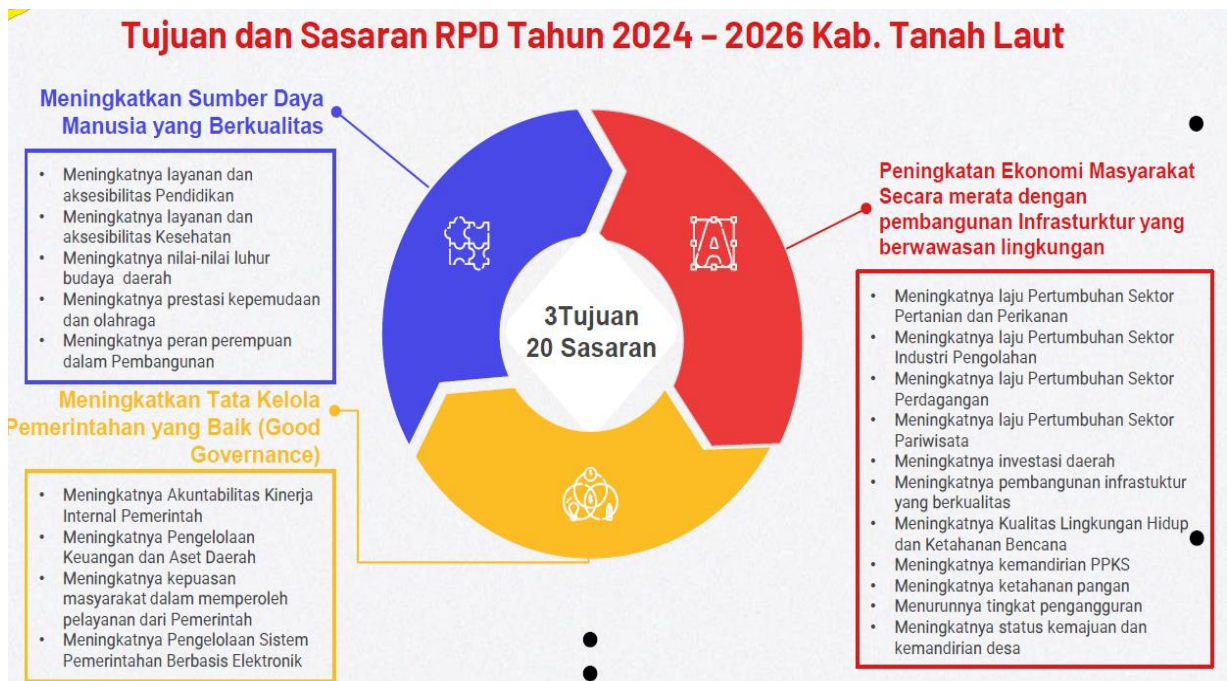 Tujuan dan Sasaran RPD Tahun 2024 – 2026 Kab. Tanah Laut
Meningkatkan Sumber Daya
Manusia yang Berkualitas
• Meningkatnya layanan dan
aksesibilitas Pendidikan
• Meningkatnya layanan dan
aksesibilitas Kesehatan
• Meningkatnya nilai-nilai luhur
budaya daerah
• Meningkatnya prestasi kepemudaan
dan olahraga
• Meningkatnya peran perempuan
dalam Pembangunan
Meningkatkan Tata Kelola
Pemerintahan yang Baik (Good
Governance)
• Meningkatnya Akuntabilitas Kinerja
Internal Pemerintah
• Meningkatnya Pengelolaan
Keuangan dan Aset Daerah
• Meningkatnya kepuasan
masyarakat dalam memperoleh
pelayanan dari Pemerintah
• Meningkatnya Pengelolaan Sistem
Pemerintahan Berbasis Elektronik
A
3Tujuan
20 Sasaran
Peningkatan Ekonomi Masyarakat
Secara merata dengan
pembangunan Infrasturktur yang
berwawasan lingkungan
• Meningkatnya laju Pertumbuhan Sektor
Pertanian dan Perikanan
• Meningkatnya laju Pertumbuhan Sektor
Industri Pengolahan
• Meningkatnya laju Pertumbuhan Sektor
Perdagangan
• Meningkatnya laju Pertumbuhan Sektor
Pariwisata
• Meningkatnya investasi daerah
• Meningkatnya pembangunan infrastuktur
yang berkualitas
• Meningkatnya Kualitas Lingkungan Hidup
dan Ketahanan Bencana
• Meningkatnya kemandirian PPKS
• Meningkatnya ketahanan pangan
• Menurunnya tingkat pengangguran
• Meningkatnya status kemajuan dan
kemandirian desa